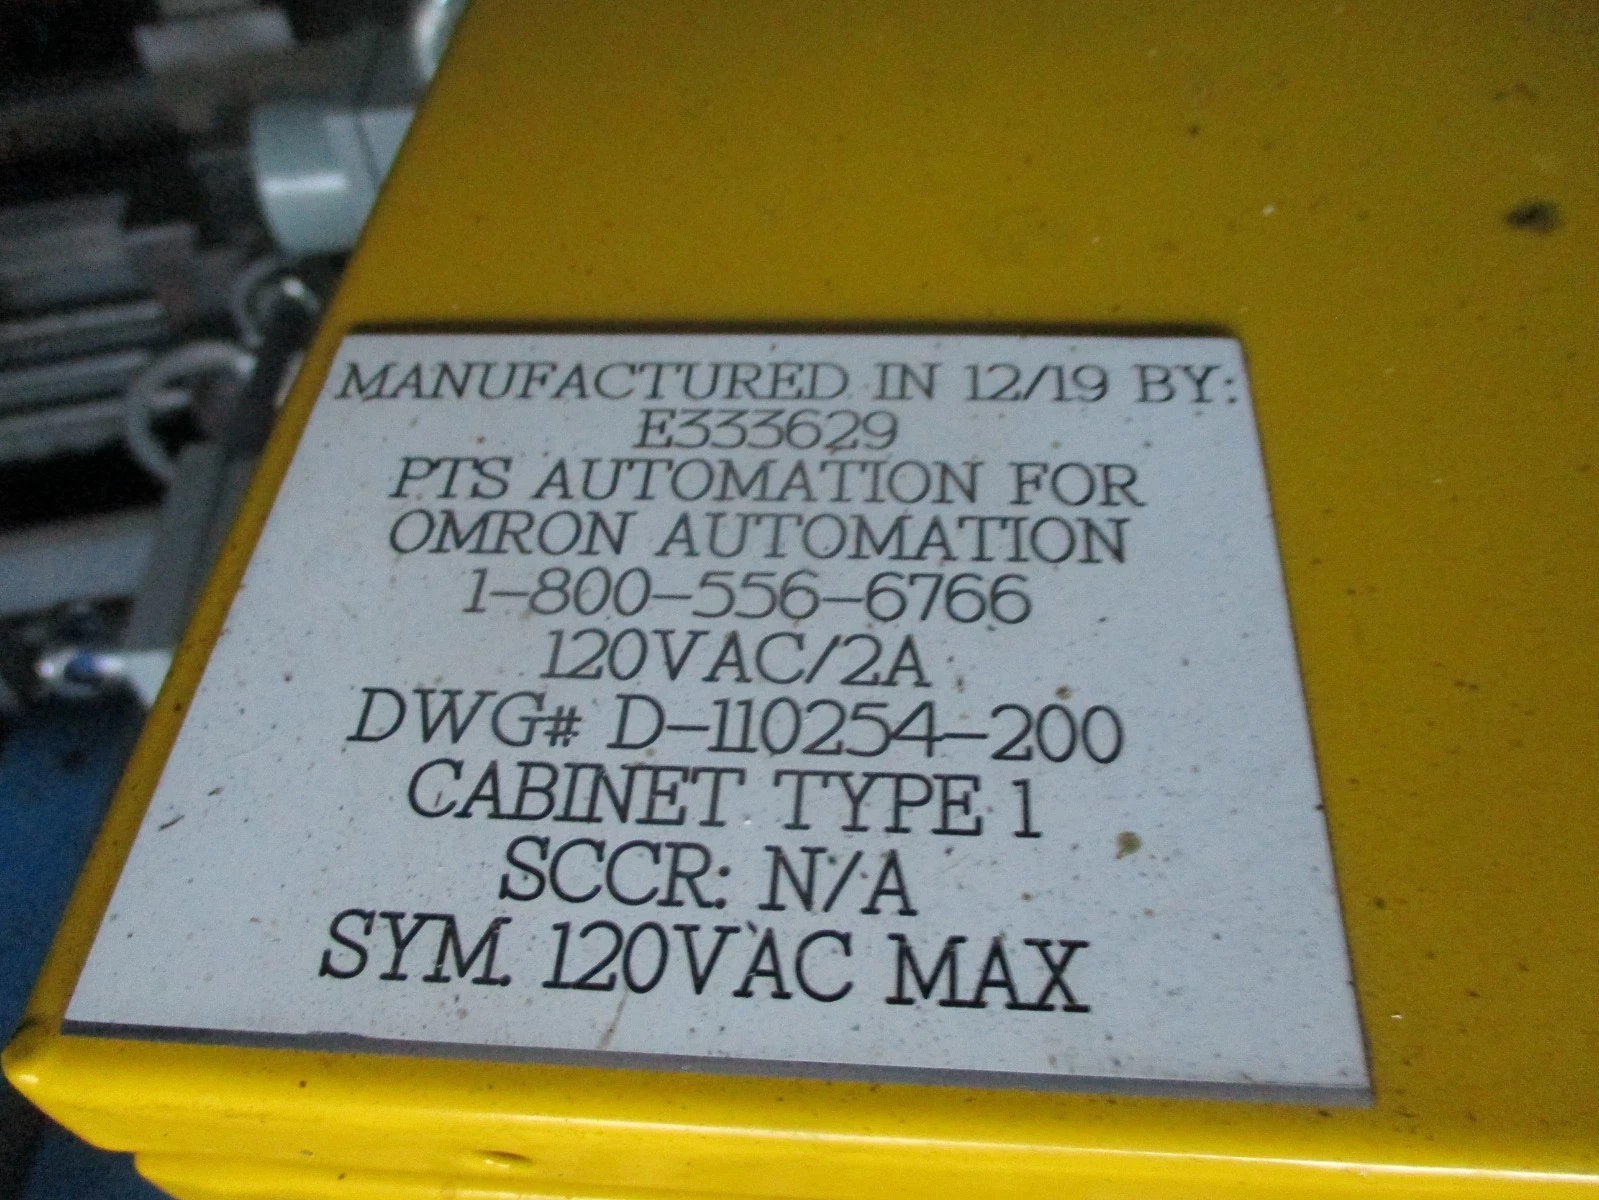 MANUFACTURED IN 12/19 BY:
E333629
PTS AUTOMATION FOR
OMRON AUTOMATION
1-800-556-6766
120VAC/2A
DWG# D-110254-200
CABINET TYPE 1
SCCR: N/A
SYM. 120VAC MAX